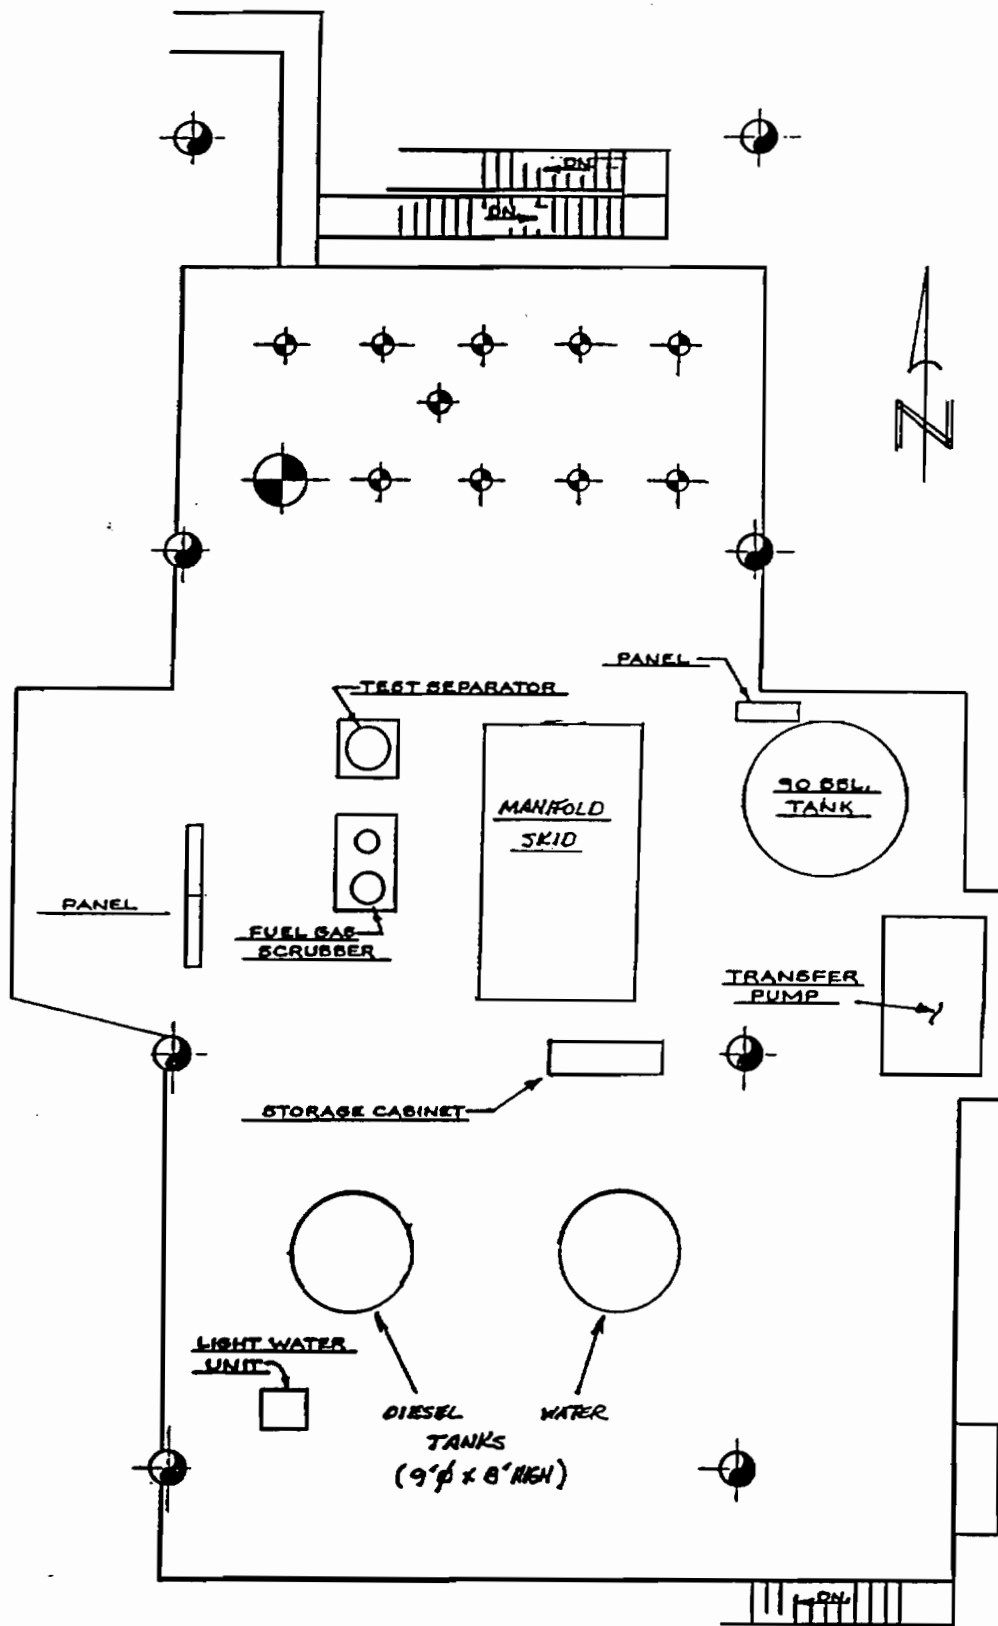 DN
DN
N
PANEL
TEST SEPARATOR
90 BBL.
TANK
MANIFOLD
SKID
PANEL
FUEL GAS
SCRUBBER
TRANSFER
PUMP
STORAGE CABINET
LIGHT WATER
UNIT
DIESEL WATER
TANKS
(9'ø x 8' HIGH)
DN.